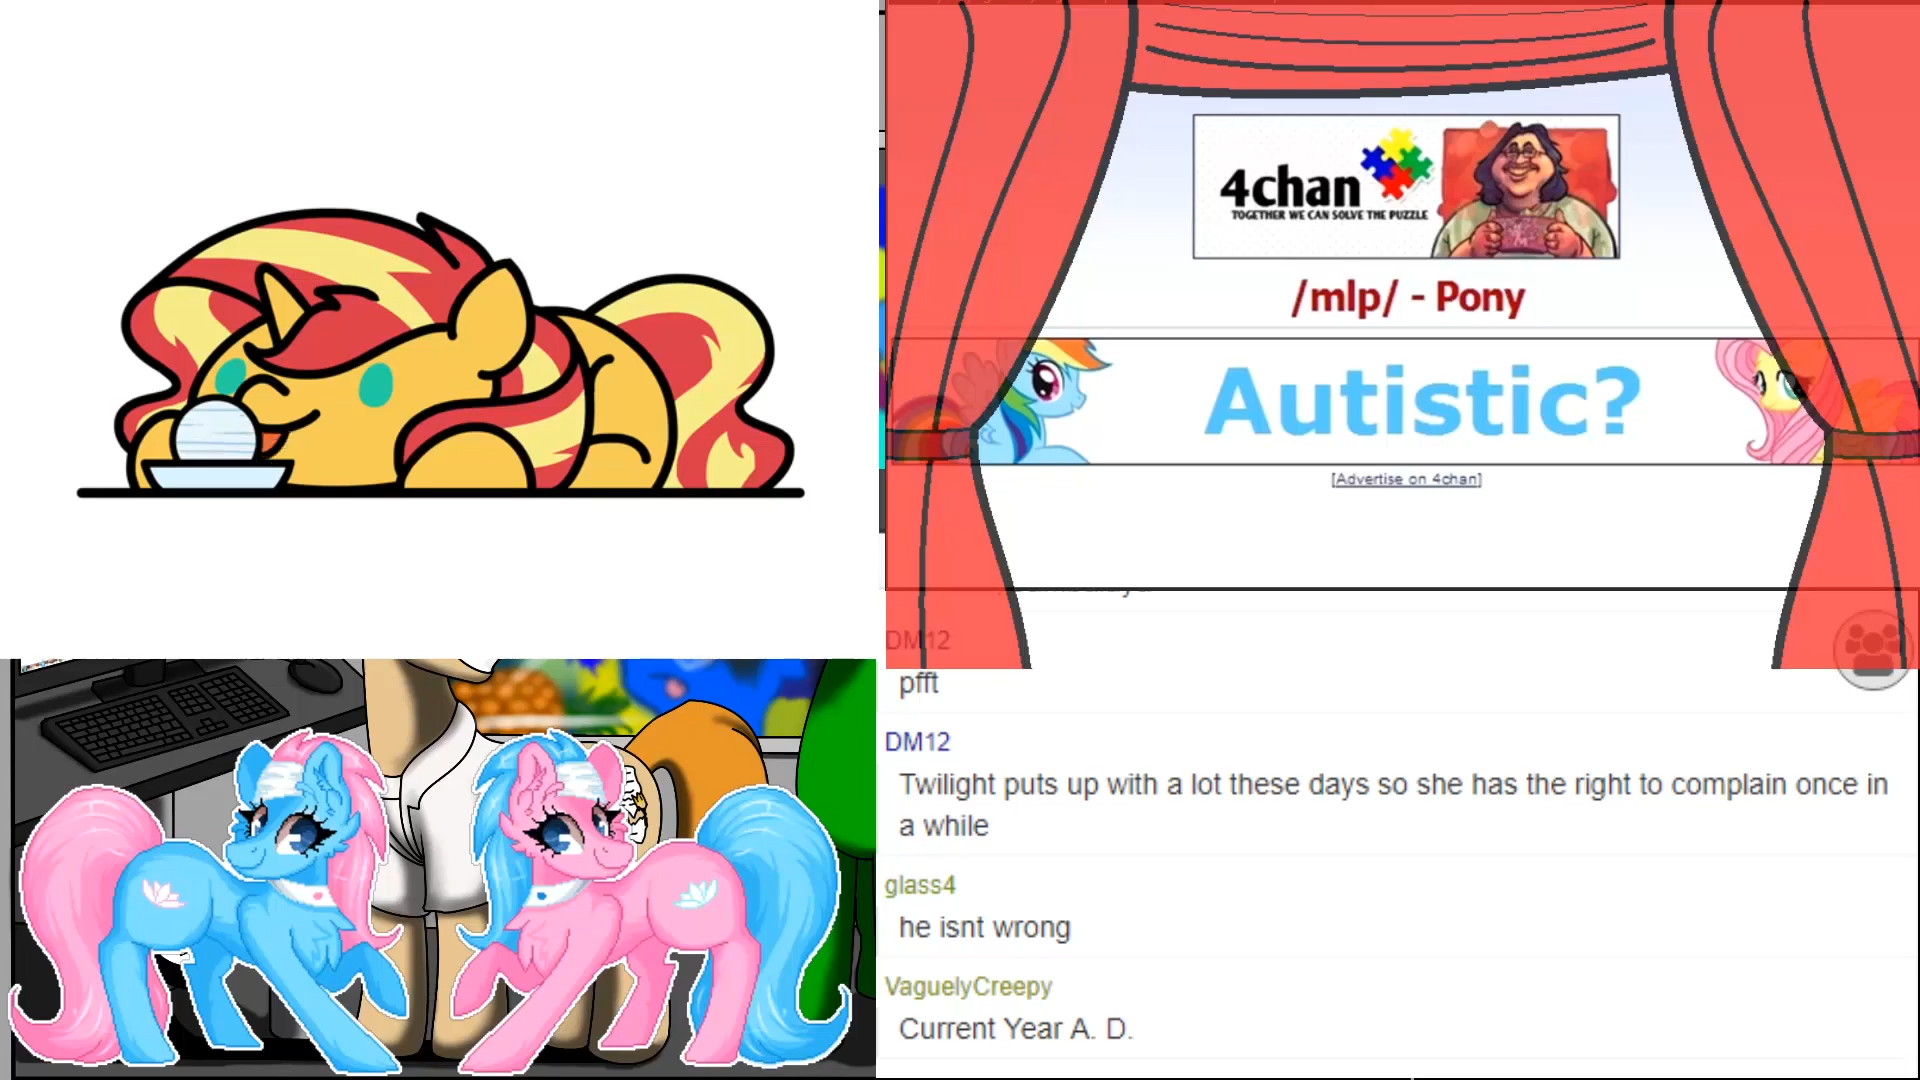 4chan
TOGETHER WE CAN SOLVE THE PUZZLE
/mlp/ - Pony
Autistic?
[Advertise on 4chan]
DM12
pfft
DM12
Twilight puts up with a lot these days so she has the right to complain once in
a while
glass4
he isnt wrong
VaguelyCreepy
Current Year A. D.